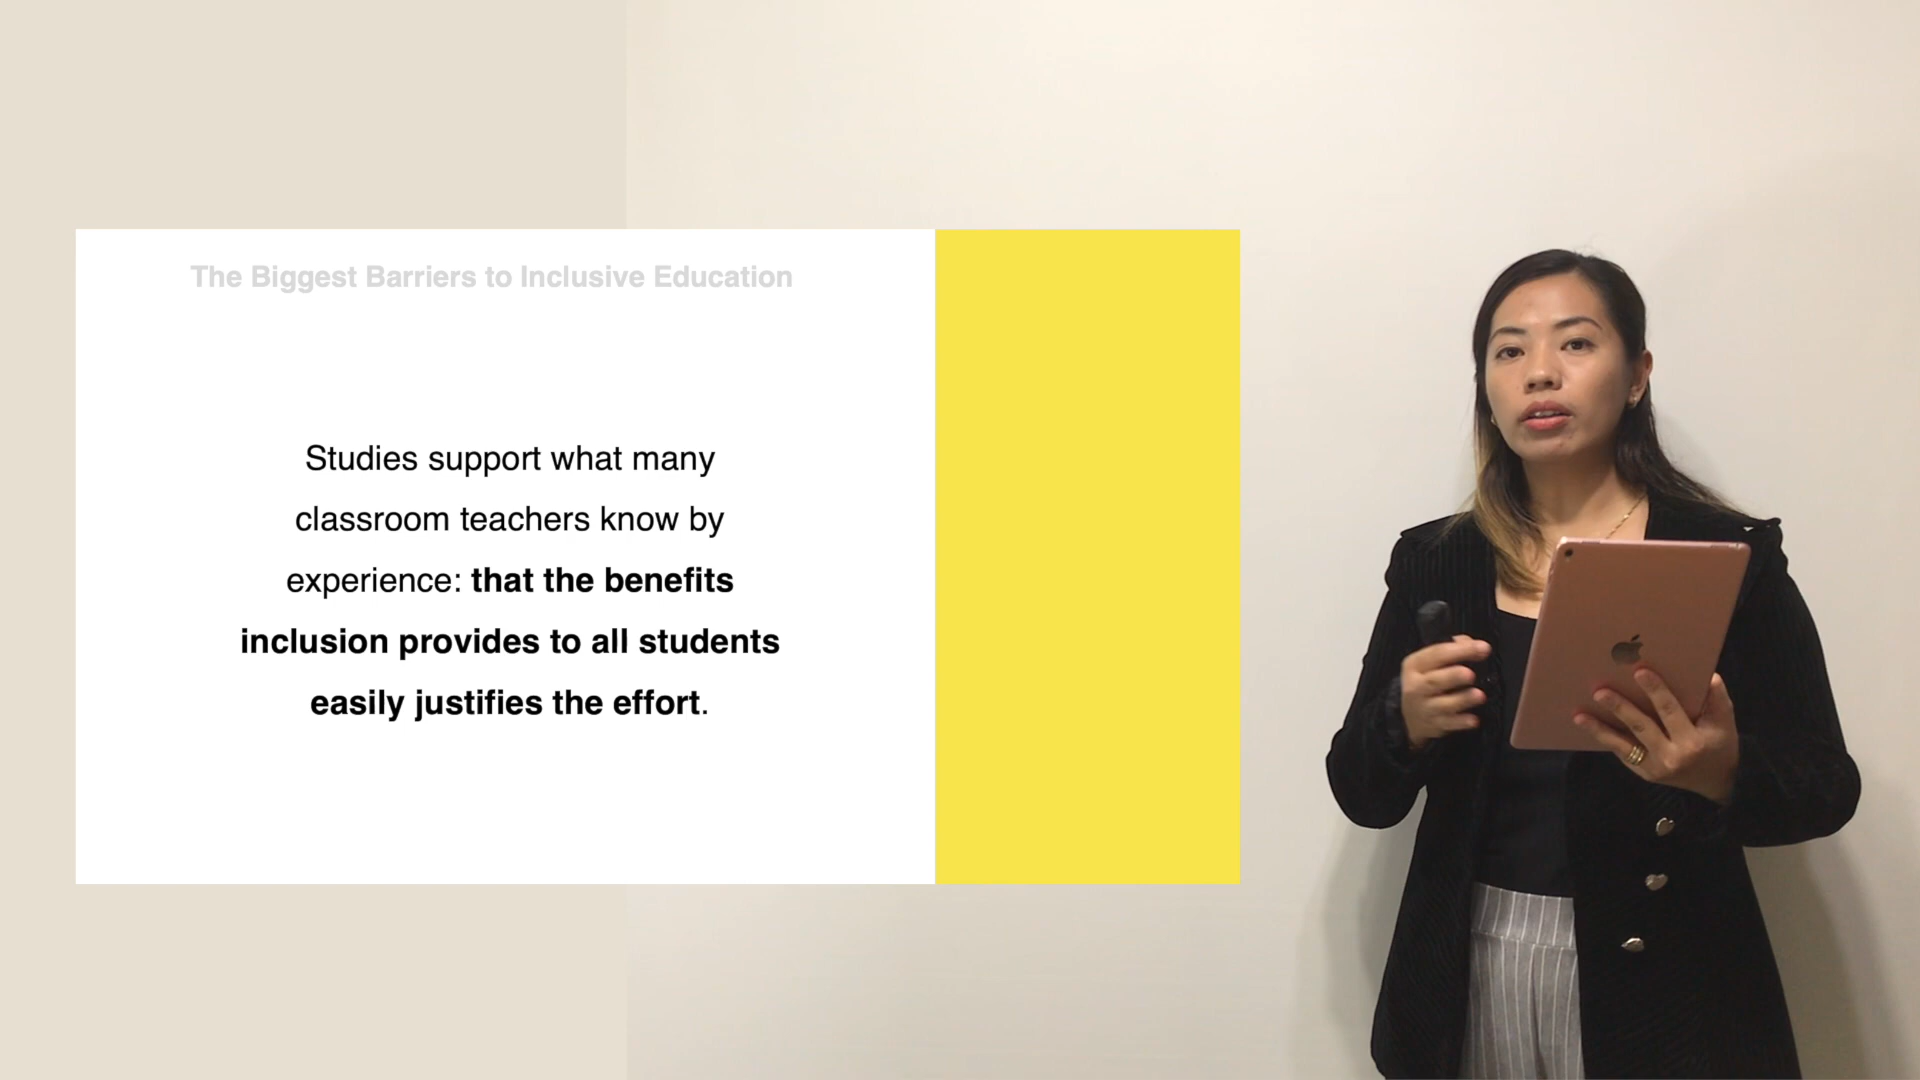 The Biggest Barriers to Inclusive Education
Studies support what many
classroom teachers know by
experience: that the benefits
inclusion provides to all students
easily justifies the effort.